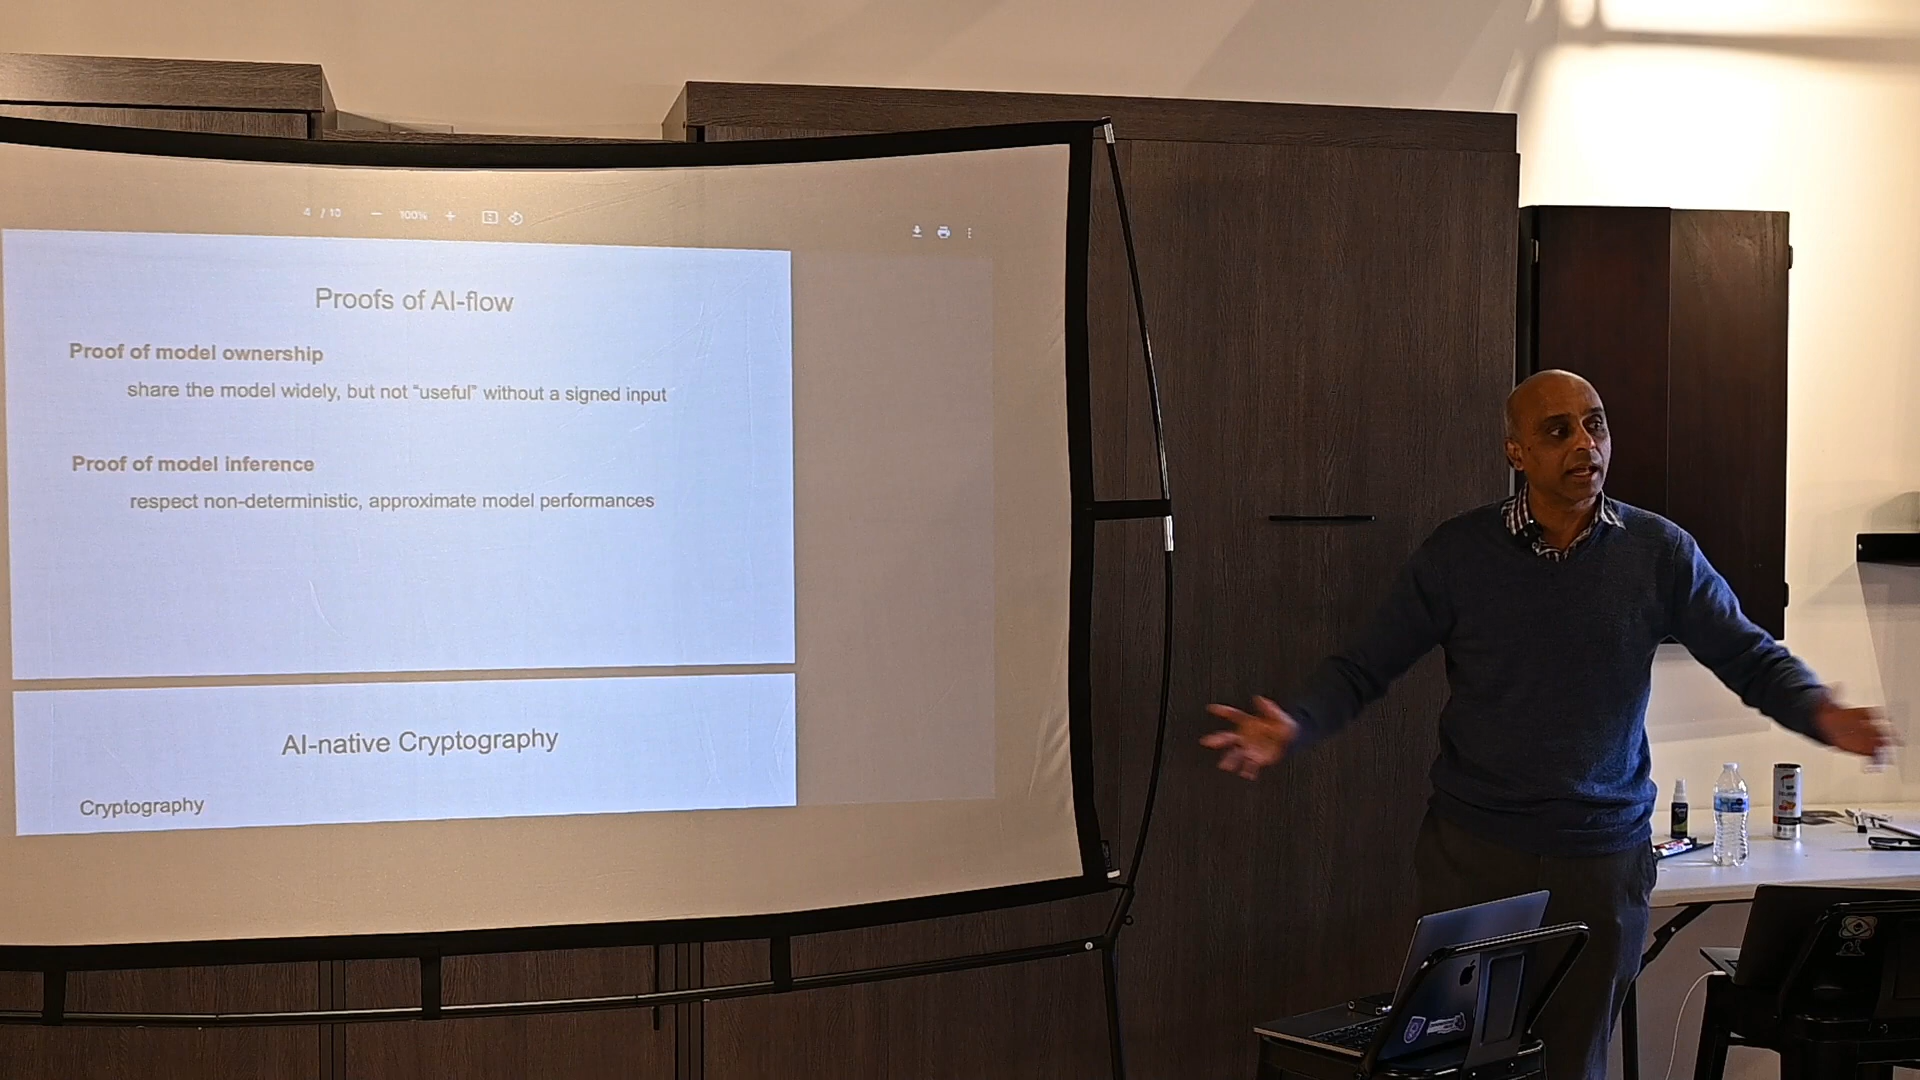 4 / 10 — 100% +
Proofs of AI-flow
Proof of model ownership
share the model widely, but not “useful” without a signed input
Proof of model inference
respect non-deterministic, approximate model performances
AI-native Cryptography
Cryptography